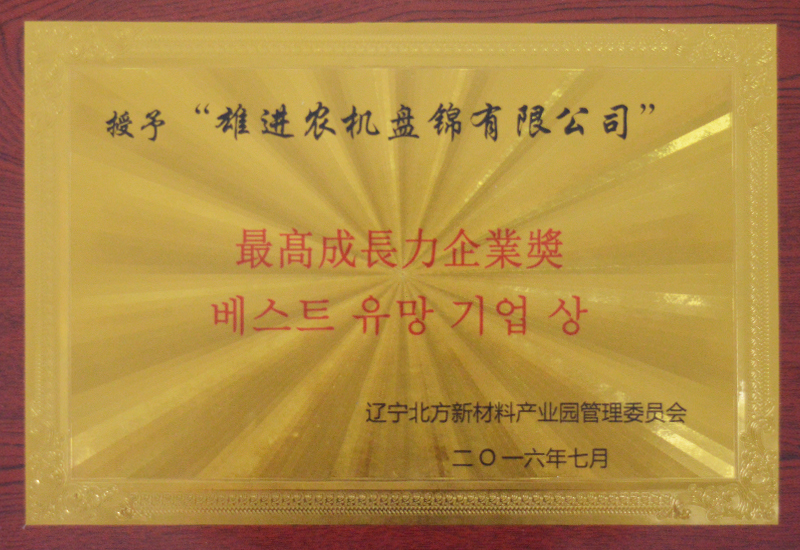 授予“雄进农机盘锦有限公司”
最高成長力企業獎
베스트 유망 기업 상
辽宁北方新材料产业园管理委员会
二〇一六年七月